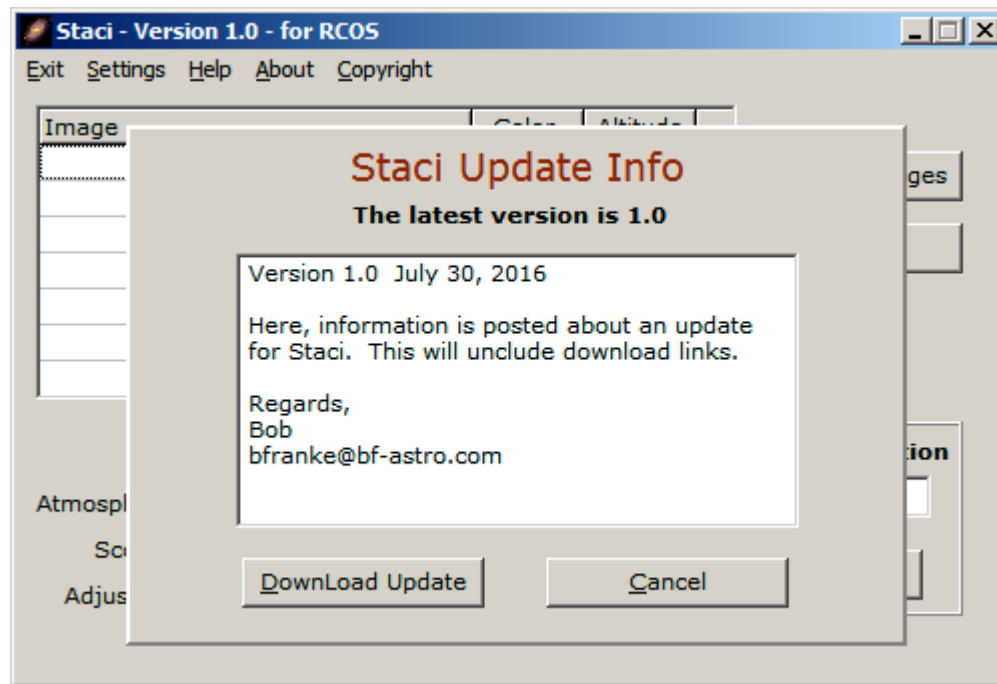 Staci - Version 1.0 - for RCOS
Exit Settings Help About Copyright
Image
Staci Update Info
The latest version is 1.0
Version 1.0 July 30, 2016
Here, information is posted about an update
for Staci. This will unclude download links.
Regards,
Bob
bfranke@bf-astro.com
DownLoad Update Cancel